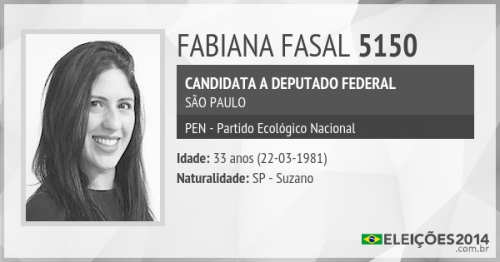 FABIANA FASAL 5150
CANDIDATA A DEPUTADO FEDERAL
SÃO PAULO
PEN - Partido Ecológico Nacional
Idade: 33 anos (22-03-1981)
Naturalidade: SP - Suzano
ELEIÇÕES2014
.com.br